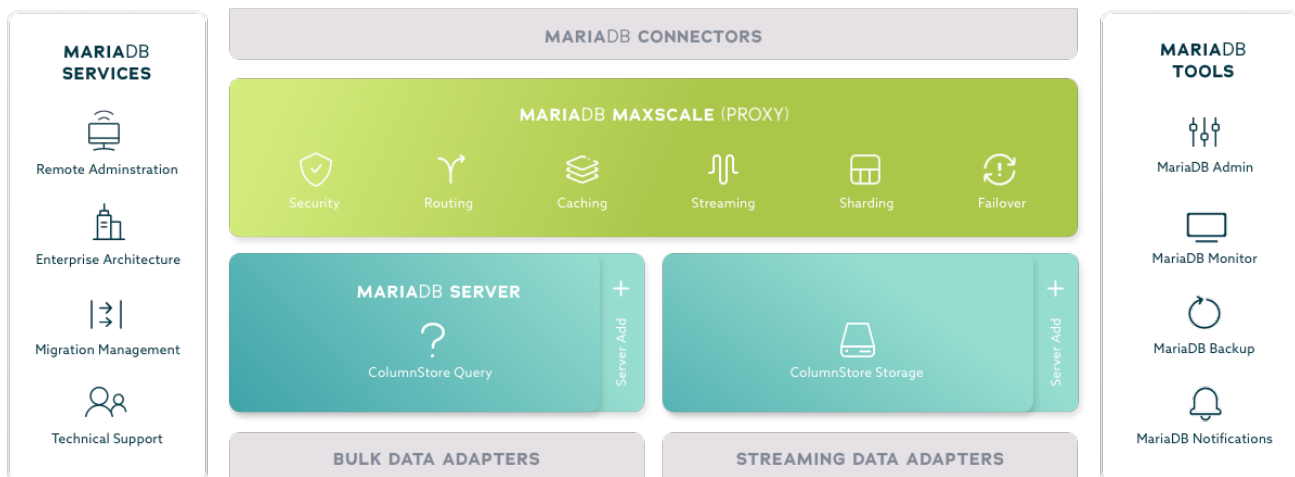 MARIADB
SERVICES
Remote Adminstration
Enterprise Architecture
Migration Management
Technical Support
MARIADB CONNECTORS
MARIADB MAXSCALE (PROXY)
Security
Routing
Caching
Streaming
Sharding
Failover
MARIADB SERVER
ColumnStore Query
Server Add
ColumnStore Storage
Server Add
BULK DATA ADAPTERS
STREAMING DATA ADAPTERS
MARIADB
TOOLS
MariaDB Admin
MariaDB Monitor
MariaDB Backup
MariaDB Notifications